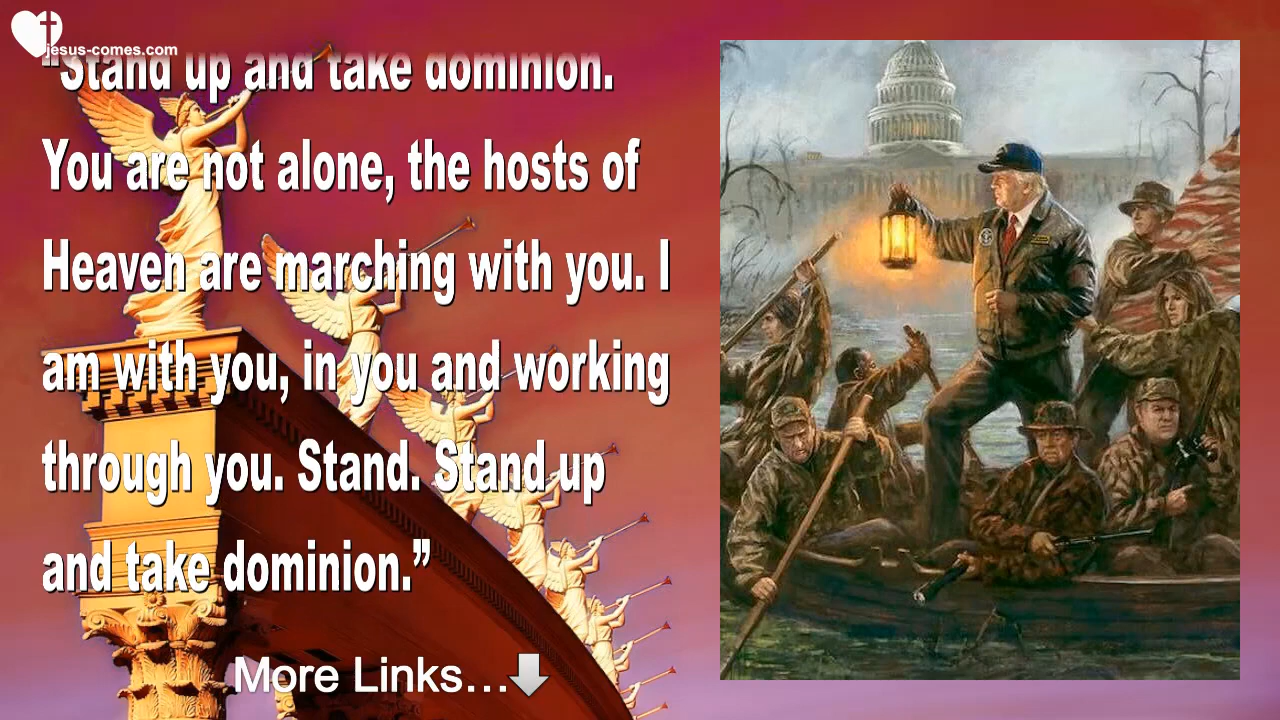 jesus-comes.com
"Stand up and take dominion.
You are not alone, the hosts of
Heaven are marching with you. I
am with you, in you and working
through you. Stand. Stand up
and take dominion.”
More Links...